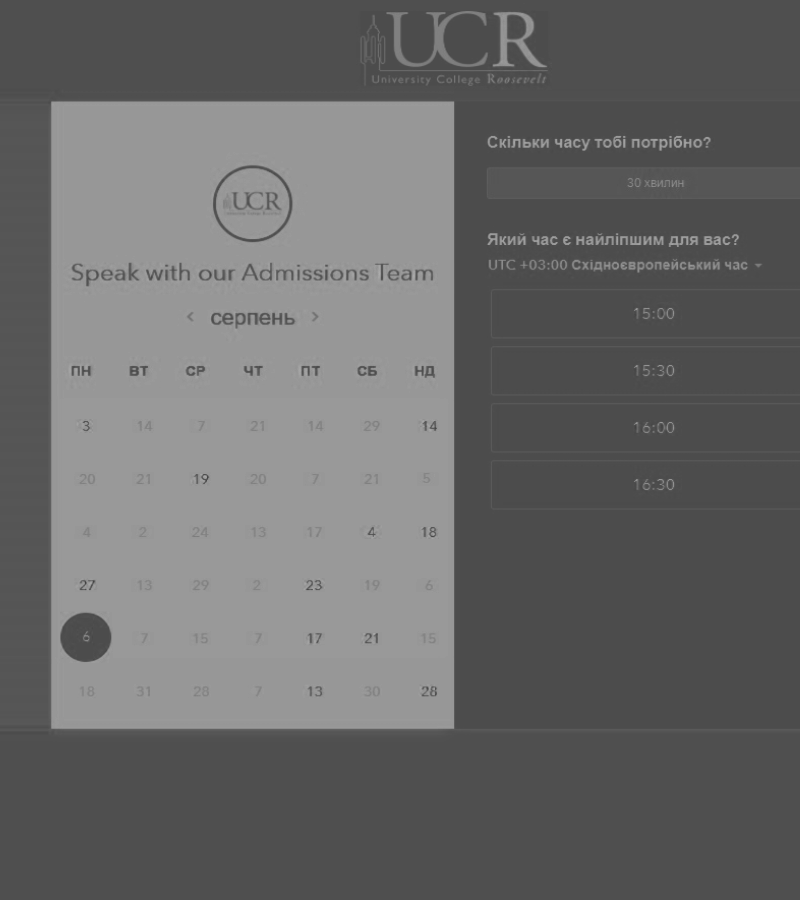 UCR
University College Roosevelt
UCR
Speak with our Admissions Team
серпень
ПН ВТ СР ЧТ ПТ СБ НД
3 14 7 21 14 29 14
20 21 19 20 7 21 5
4 2 24 13 17 4 18
27 13 29 2 23 19 6
6 7 15 7 17 21 15
18 31 28 7 13 30 28
Скільки часу тобі потрібно?
30 хвилин
Який час є найліпшим для вас?
UTC +03:00 Східноєвропейський час
15:00
15:30
16:00
16:30